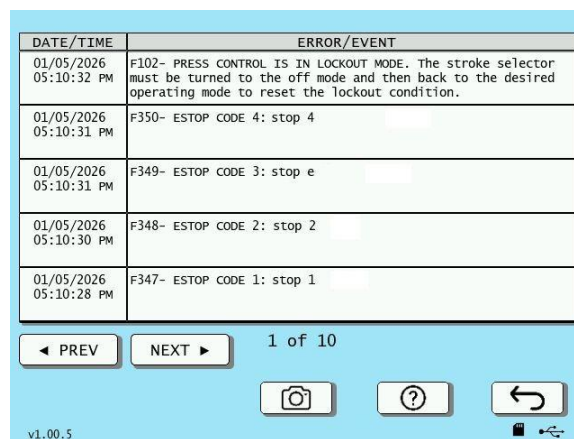 DATE/TIME ERROR/EVENT
01/05/2026 F102- PRESS CONTROL IS IN LOCKOUT MODE. The stroke selector
05:10:32 PM must be turned to the off mode and then back to the desired
operating mode to reset the lockout condition.
01/05/2026 F350- ESTOP CODE 4: stop 4
05:10:31 PM
01/05/2026 F349- ESTOP CODE 3: stop e
05:10:31 PM
01/05/2026 F348- ESTOP CODE 2: stop 2
05:10:30 PM
01/05/2026 F347- ESTOP CODE 1: stop 1
05:10:28 PM
◄ PREV NEXT ► 1 of 10
v1.00.5